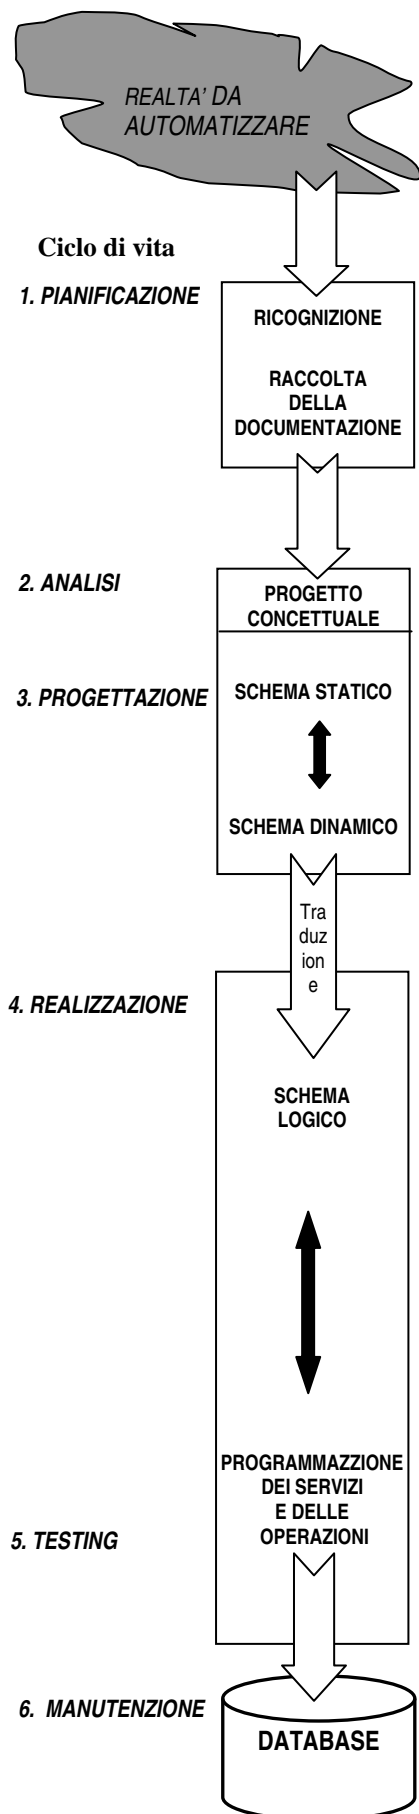 REALTA' DA
AUTOMATIZZARE
Ciclo di vita
1. PIANIFICAZIONE
RICOGNIZIONE
RACCOLTA
DELLA
DOCUMENTAZIONE
2. ANALISI
PROGETTO
CONCETTUALE
3. PROGETTAZIONE
SCHEMA STATICO
SCHEMA DINAMICO
Tra
duz
ion
e
4. REALIZZAZIONE
SCHEMA
LOGICO
PROGRAMMAZZIONE
DEI SERVIZI
E DELLE
OPERAZIONI
5. TESTING
6. MANUTENZIONE
DATABASE